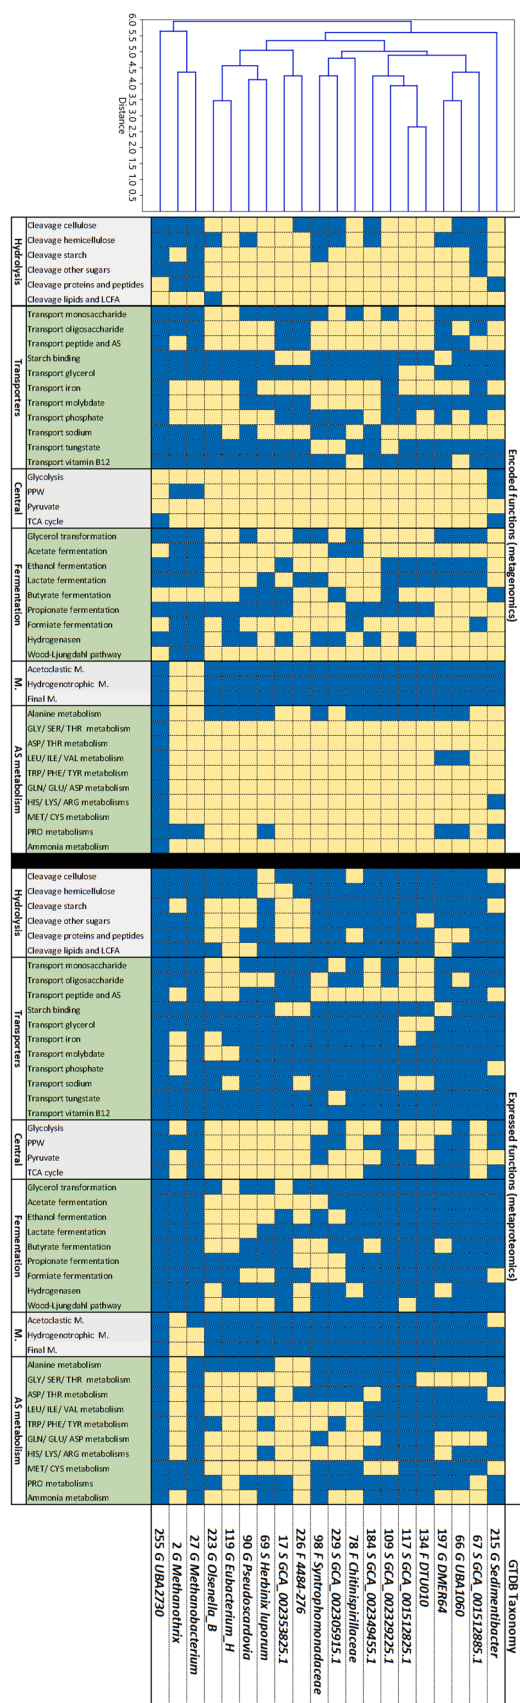 6.0 5.5 5.0 4.5 4.0 3.5 3.0 2.5 2.0 1.5 1.0 0.5
Distance
Encoded functions (metagenomics)
Hydrolysis
Cleavage cellulose
Cleavage hemicellulose
Cleavage starch
Cleavage other sugars
Cleavage proteins and peptides
Cleavage lipids and LCFA
Transporters
Transport monosaccharide
Transport oligosaccharide
Transport peptide and AS
Starch binding
Transport glycerol
Transport iron
Transport molybdate
Transport phosphate
Transport sodium
Transport tungstate
Transport vitamin B12
Central
Glycolysis
PPW
Pyruvate
TCA cycle
Fermentation
Glycerol transformation
Acetate fermentation
Ethanol fermentation
Lactate fermentation
Butyrate fermentation
Propionate fermentation
Formiate fermentation
Hydrogenasen
Wood-Ljungdahl pathway
M.
Acetoclastic M.
Hydrogenotrophic M.
Final M.
AS metabolism
Alanine metabolism
GLY/ SER/ THR metabolism
ASP/ THR metabolism
LEU/ ILE/ VAL metabolism
TRP/ PHE/ TYR metabolism
GLN/ GLU/ ASP metabolism
HIS/ LYS/ ARG metabolisms
MET/ CYS metabolism
PRO metabolisms
Ammonia metabolism
Expressed functions (metaproteomics)
Hydrolysis
Cleavage cellulose
Cleavage hemicellulose
Cleavage starch
Cleavage other sugars
Cleavage proteins and peptides
Cleavage lipids and LCFA
Transporters
Transport monosaccharide
Transport oligosaccharide
Transport peptide and AS
Starch binding
Transport glycerol
Transport iron
Transport molybdate
Transport phosphate
Transport sodium
Transport tungstate
Transport vitamin B12
Central
Glycolysis
PPW
Pyruvate
TCA cycle
Fermentation
Glycerol transformation
Acetate fermentation
Ethanol fermentation
Lactate fermentation
Butyrate fermentation
Propionate fermentation
Formiate fermentation
Hydrogenasen
Wood-Ljungdahl pathway
M.
Acetoclastic M.
Hydrogenotrophic M.
Final M.
AS metabolism
Alanine metabolism
GLY/ SER/ THR metabolism
ASP/ THR metabolism
LEU/ ILE/ VAL metabolism
TRP/ PHE/ TYR metabolism
GLN/ GLU/ ASP metabolism
HIS/ LYS/ ARG metabolisms
MET/ CYS metabolism
PRO metabolisms
Ammonia metabolism
GTDB Taxonomy
215 G Sedimentibacter
67 S GCA_001512885.1
66 G UBA1060
197 G DMER64
134 F DTU010
117 S GCA_001512825.1
109 S GCA_002329225.1
184 S GCA_002349455.1
78 F Chitinispirillaceae
229 S GCA_002305915.1
98 F Syntrophomonadaceae
226 F 4484-276
17 S GCA_002353825.1
69 S Herbinix luporum
90 G Pseudoscardovia
119 G Eubacterium_H
223 G Olsenella_B
27 G Methanobacterium
2 G Methanothrix
255 G UBA2730